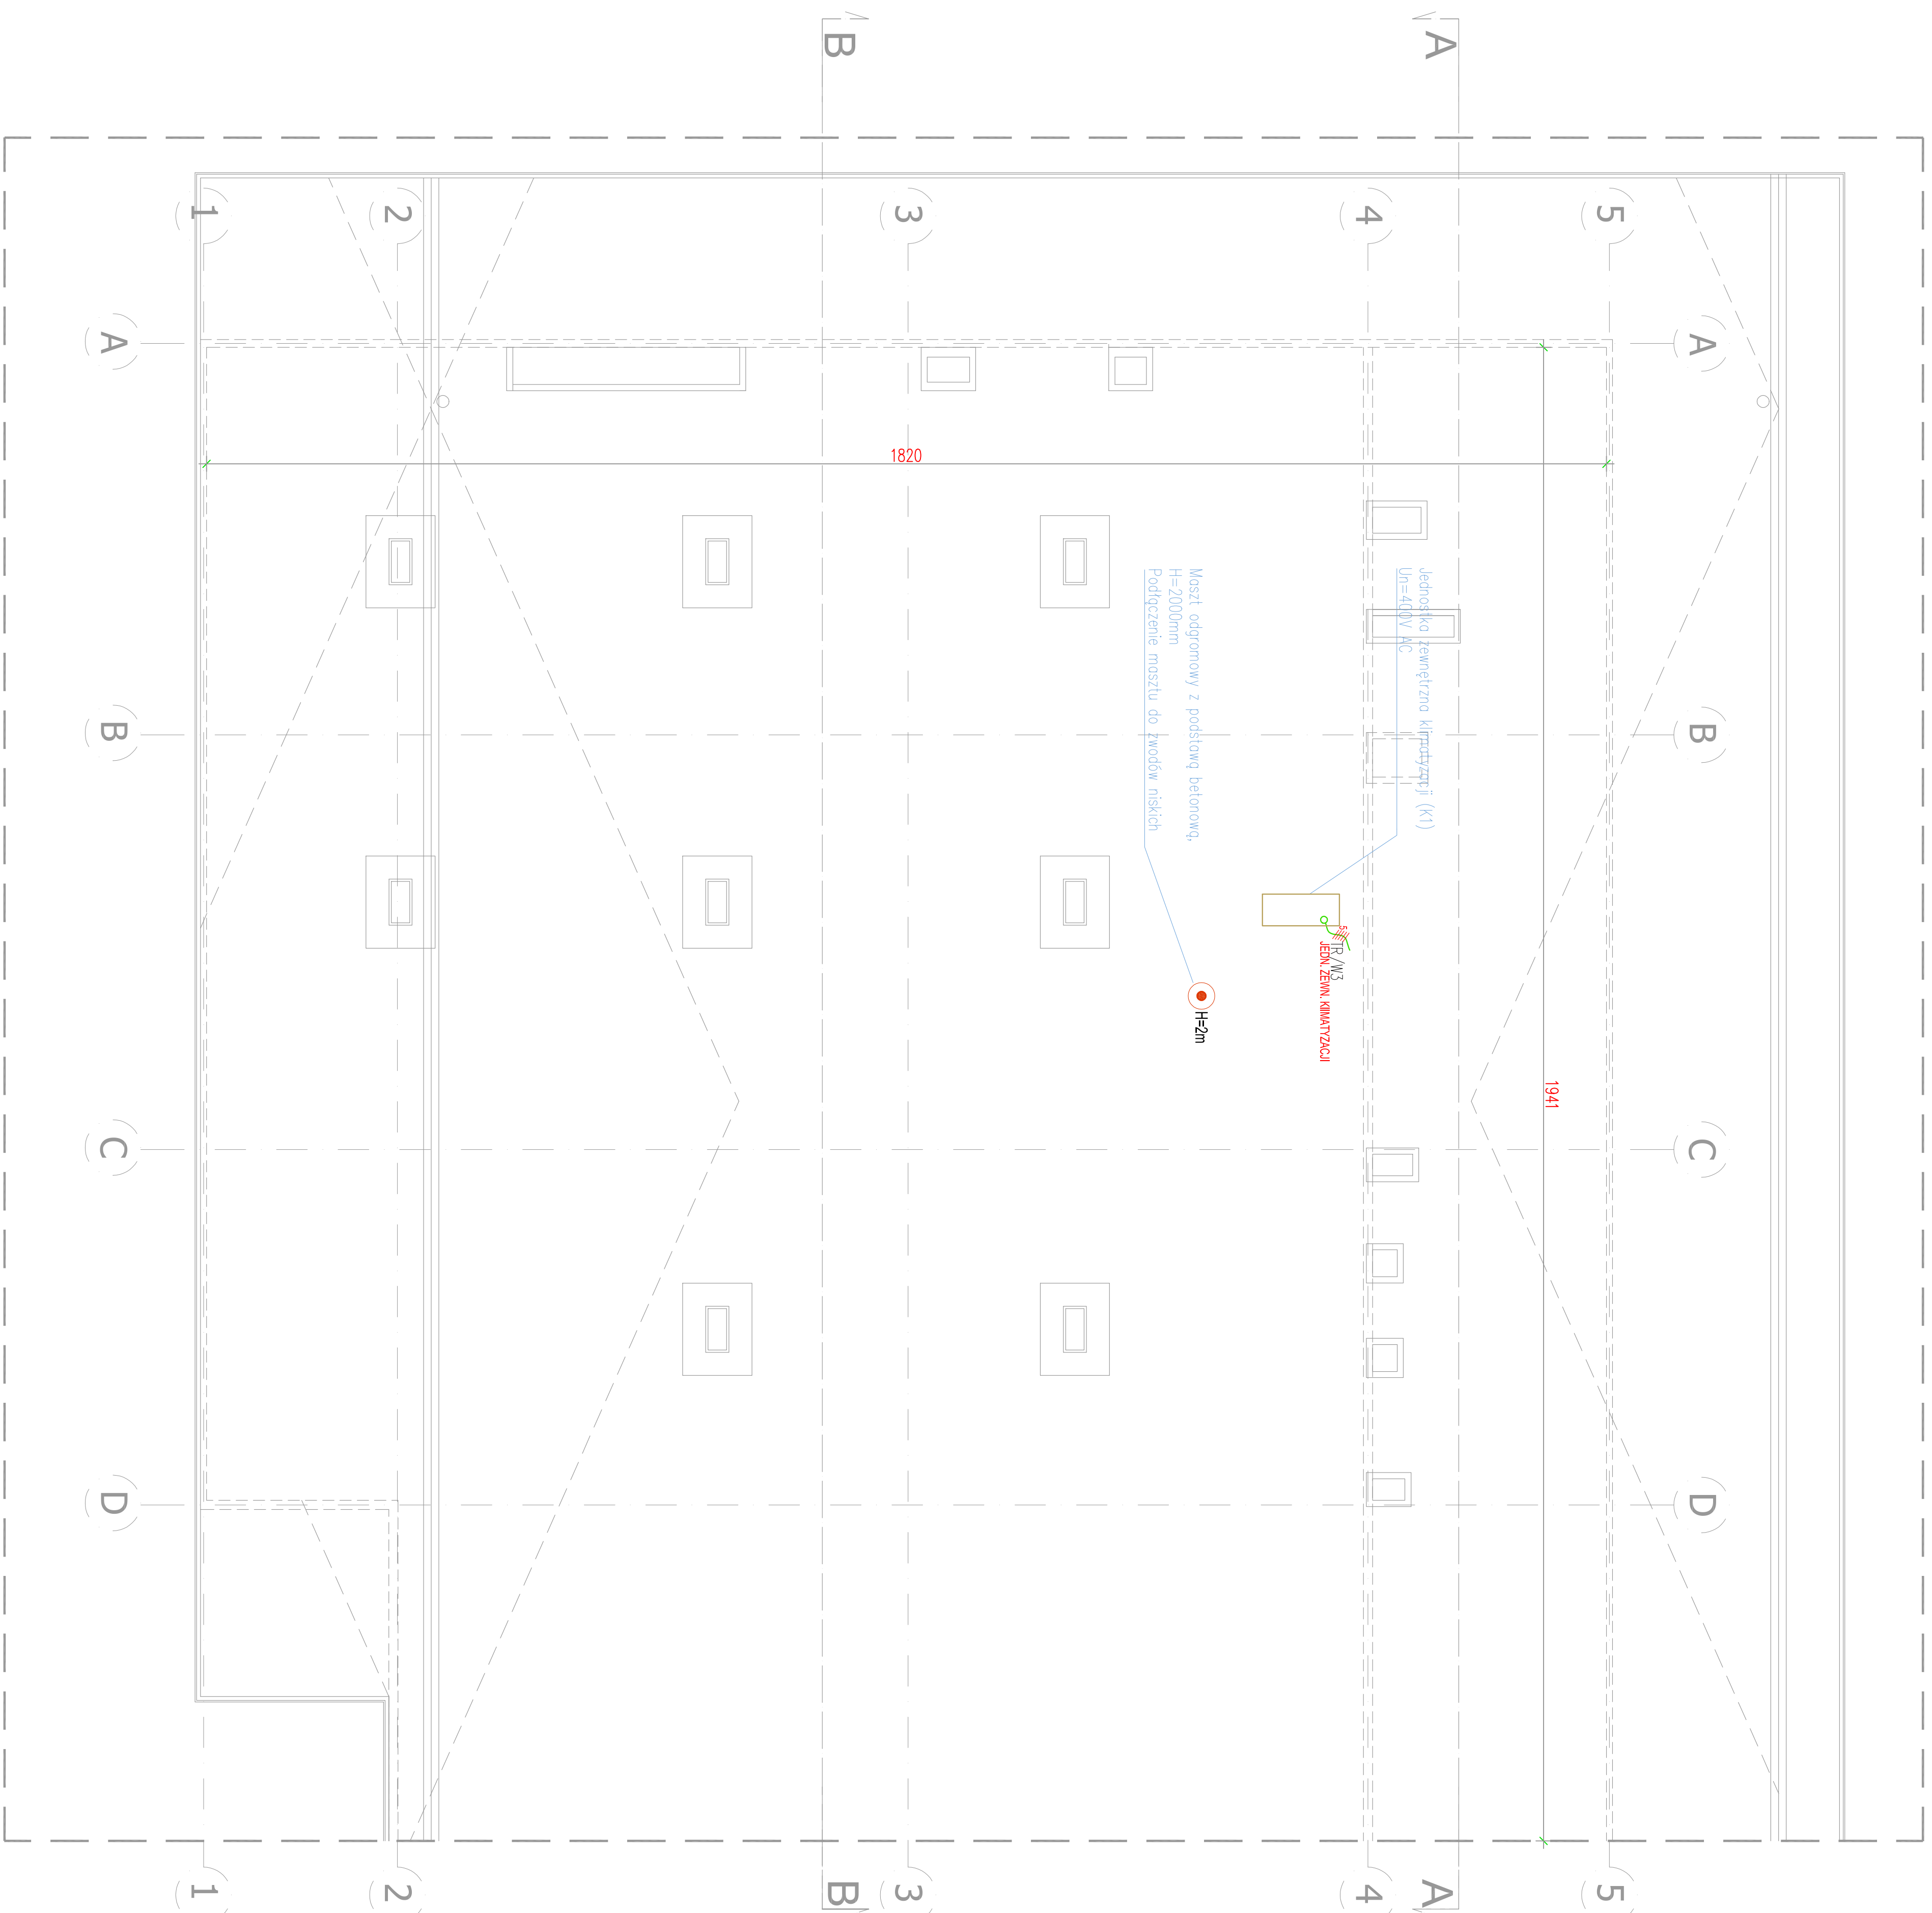 B
A
1
2
3
4
5
A
A
1820
Jednostka zewnętrzna klimatyzacji (K1)
Un=400V AC
Maszt odgromowy z podstawą betonową,
H=2000mm
Podłączenie masztu do zwodów niskich
B
B
5
TR/W3
JEDN. ZEWN. KlIMATYZACJI
H=2m
1941
C
C
D
D
1
2
B
3
4
A
5